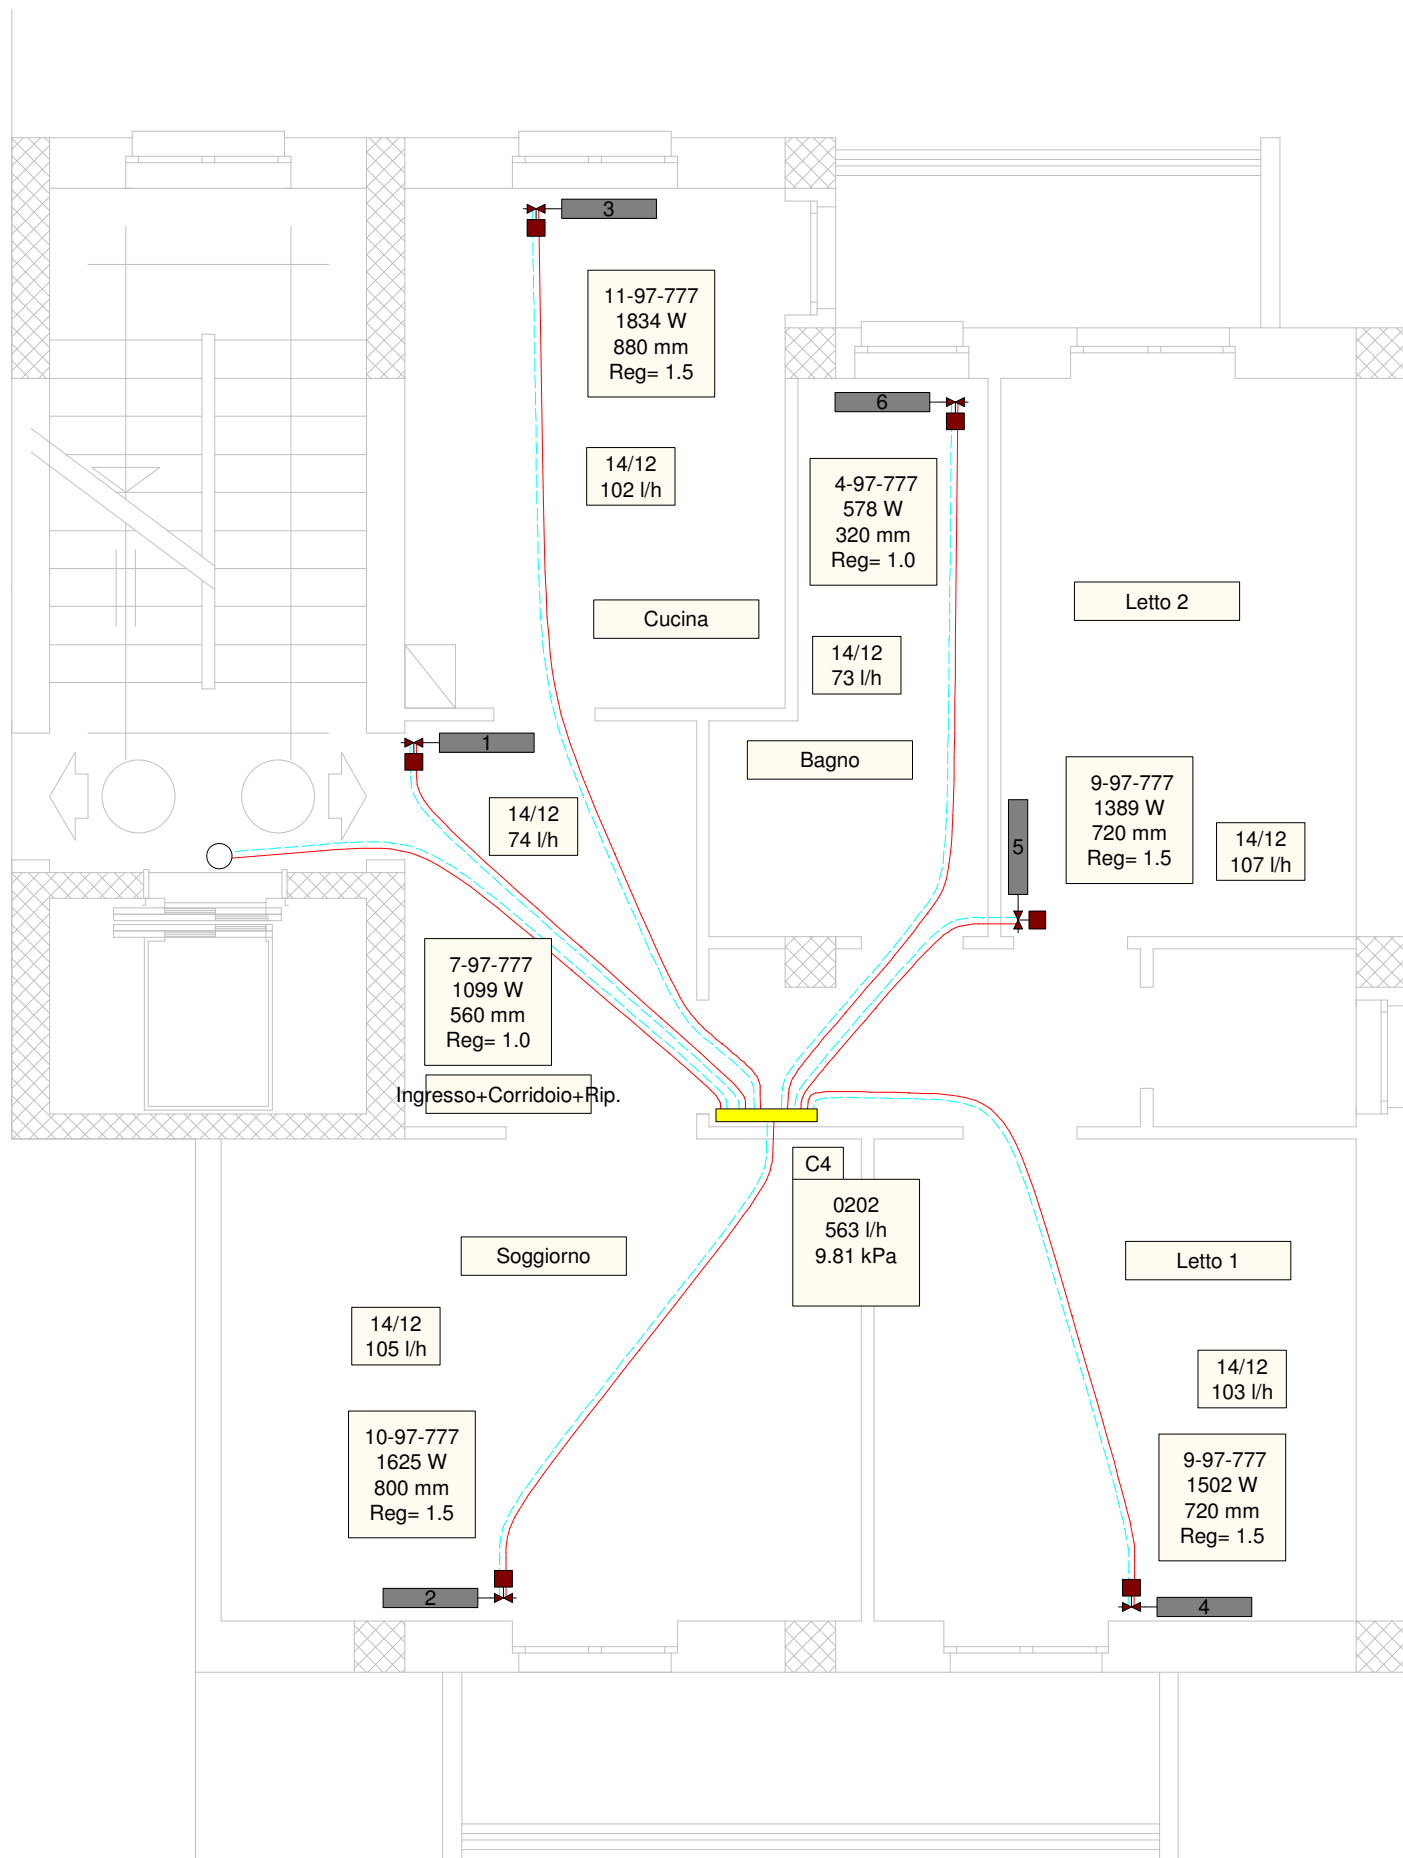 3
11-97-777
1834 W
880 mm
Reg= 1.5
6
14/12
102 l/h
4-97-777
578 W
320 mm
Reg= 1.0
Letto 2
Cucina
14/12
73 l/h
1
Bagno
9-97-777
1389 W
720 mm
Reg= 1.5
14/12
74 l/h
14/12
107 l/h
5
7-97-777
1099 W
560 mm
Reg= 1.0
Ingresso+Corridoio+Rip.
C4
0202
563 l/h
9.81 kPa
Soggiorno
Letto 1
14/12
105 l/h
14/12
103 l/h
10-97-777
1625 W
800 mm
Reg= 1.5
9-97-777
1502 W
720 mm
Reg= 1.5
2
4